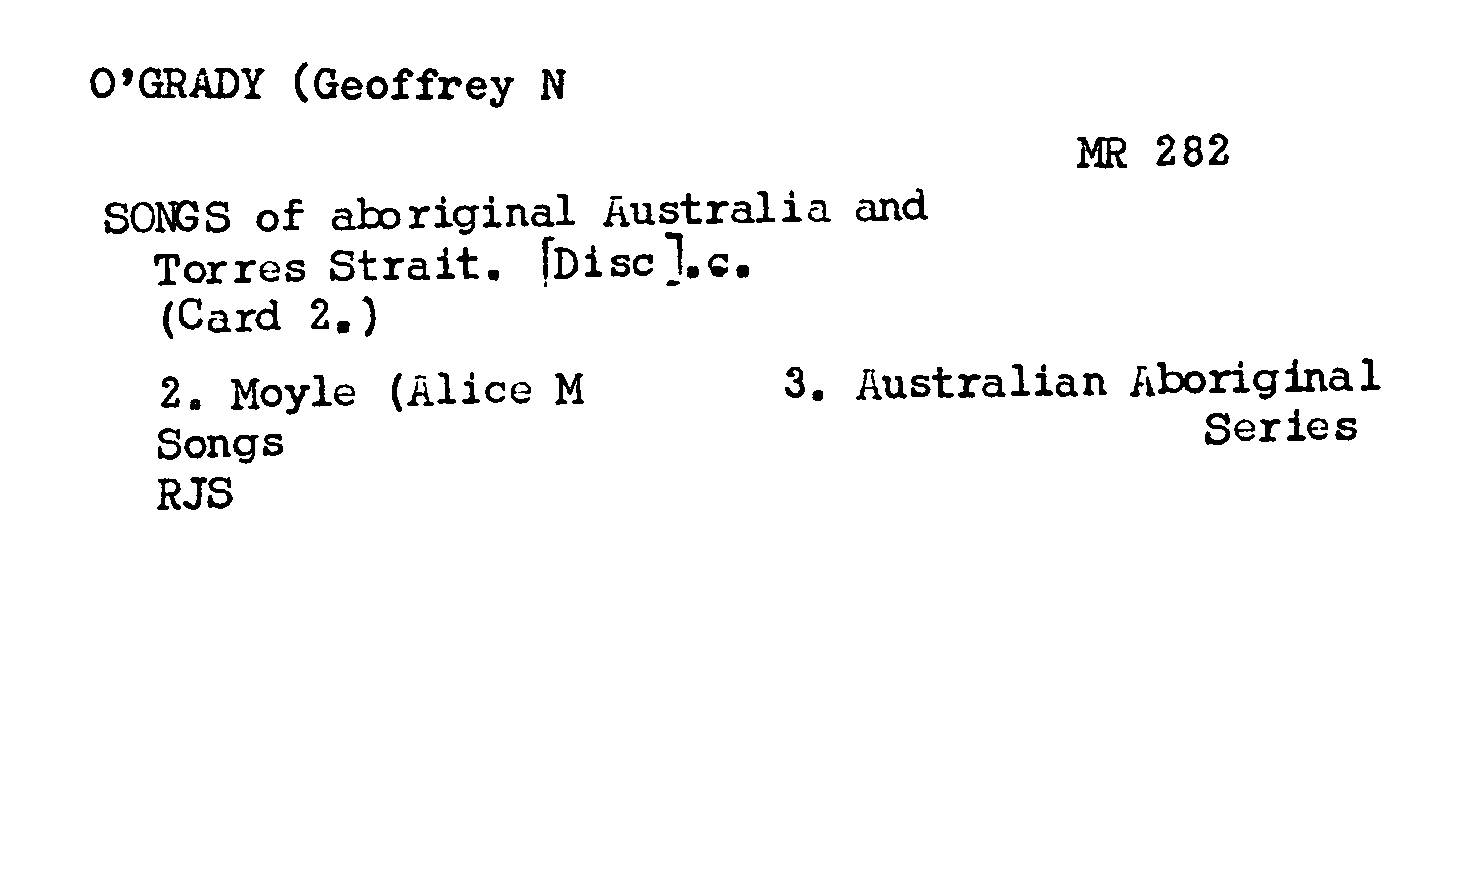 O'GRADY (Geoffrey N
MR 282
SONGS of aboriginal Australia and
Torres Strait. [Disc].c.
(Card 2.)
2. Moyle (Alice M 3. Australian Aboriginal
Series
Songs
RJS